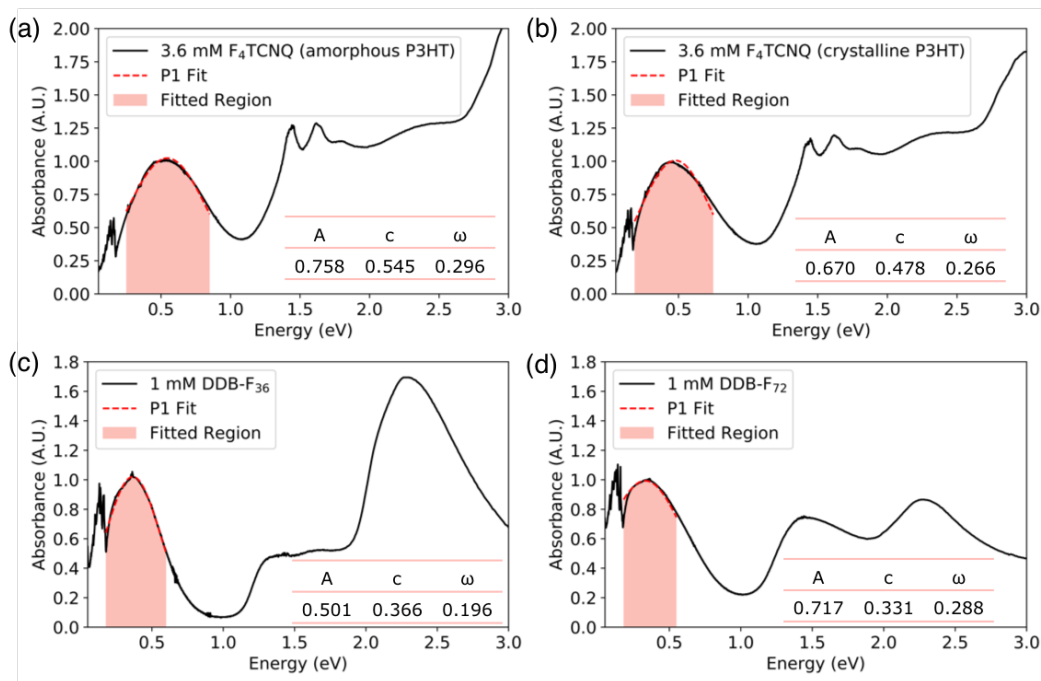 (a)
3.6 mM F₄TCNQ (amorphous P3HT)
P1 Fit
Fitted Region
Absorbance (A.U.)
2.00
1.75
1.50
1.25
1.00
0.75
0.50
0.25
0.00
A c ω
0.758 0.545 0.296
0.5 1.0 1.5 2.0 2.5 3.0
Energy (eV)
(b)
3.6 mM F₄TCNQ (crystalline P3HT)
P1 Fit
Fitted Region
Absorbance (A.U.)
2.00
1.75
1.50
1.25
1.00
0.75
0.50
0.25
0.00
A c ω
0.670 0.478 0.266
0.5 1.0 1.5 2.0 2.5 3.0
Energy (eV)
(c)
1 mM DDB-F₃₆
P1 Fit
Fitted Region
Absorbance (A.U.)
1.8
1.6
1.4
1.2
1.0
0.8
0.6
0.4
0.2
0.0
A c ω
0.501 0.366 0.196
0.5 1.0 1.5 2.0 2.5 3.0
Energy (eV)
(d)
1 mM DDB-F₇₂
P1 Fit
Fitted Region
Absorbance (A.U.)
1.8
1.6
1.4
1.2
1.0
0.8
0.6
0.4
0.2
0.0
A c ω
0.717 0.331 0.288
0.5 1.0 1.5 2.0 2.5 3.0
Energy (eV)